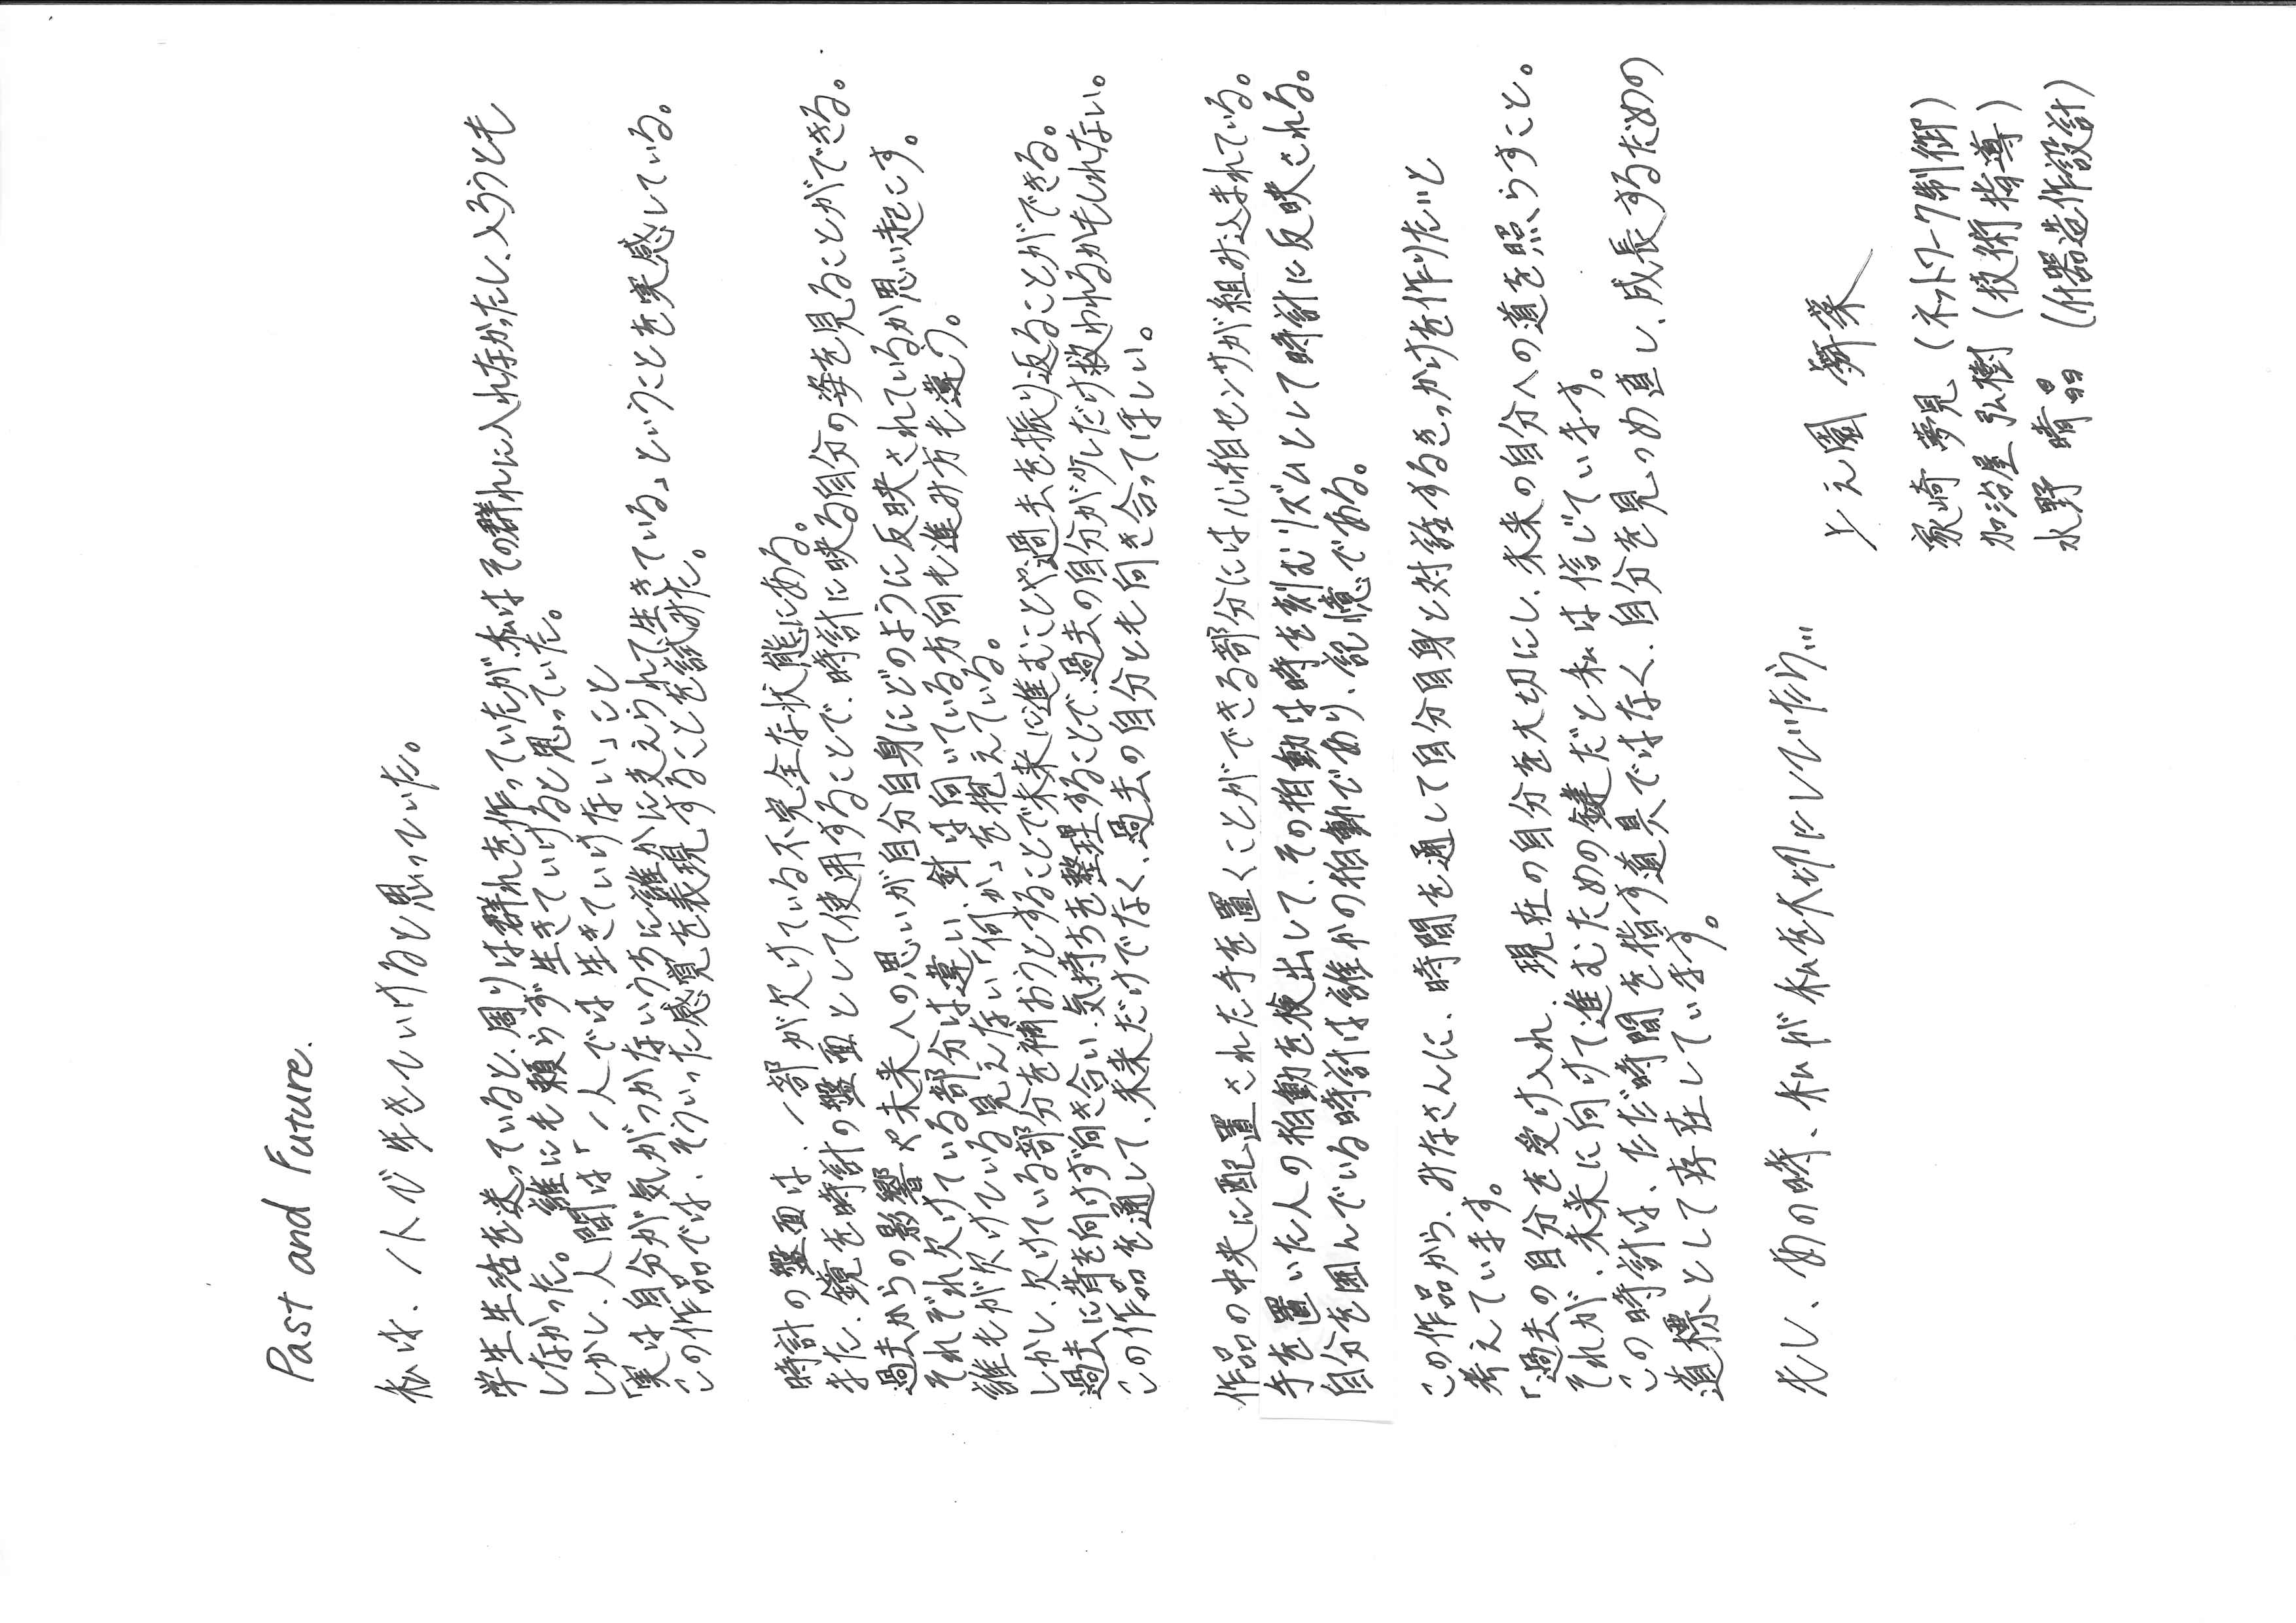 Past and Future.
私は、一人で生きていけると思っていた。
学生生活を送っていると、周りは群れを作っていたが、私はその群れに入れなかったし、入ろうとも
しなかった。誰にも頼らず生きていけると思っていた。
しかし、人間は「一人では生きていけない」こと
「実は自分が気がつかないうちに誰かに支えられて生きている」ということを実感している。
この作品では、そういった感覚を表現することを試みた。
時計の盤面は、一部が欠けている不完全な状態にある。
また、鏡を時計の盤面として使用することで、時計に映る自分の姿を見ることができる。
過去からの影響や未来への思いが自分自身にどのように反映されているか思い起こす。
それぞれ欠けている部分は違い、針は向いている方向も進み方も違う。
誰もが欠けている見えない「何か」を抱えている。
しかし、欠けている部分を補おうとすることで未来に進むことや過去を振り返ることができる。
過去に背を向けず向き合い、気持ちを整理することで、過去の自分が少しだけ救われるかもしれない。
この作品を通して、未来だけでなく、過去の自分とも向き合ってほしい。
作品の中央に配置された手を置くことができる部分には心拍センサが組み込まれている。
手を置いた人の拍動を検出して、その拍動は時を刻むリズムとして時計に反映される。
自分を囲んでいる時計は誰かの拍動であり、記憶である。
この作品から、みなさんに、時間を通して自分自身と対話するきっかけを作りたいと
考えています。
「過去の自分を受け入れ、現在の自分を大切にし、未来の自分への道を照らすこと。
それが、未来に向けて進むための鍵だと私は信じています。
この時計は、ただ時間を指す道具ではなく、自分を見つめ直し、成長するだめの
道標として存在しています。
もし、あの時、私が私を大切にしていたら...
上之園 舞菜
家崎 夢見 (ネットワーク制御)
加治屋 弘樹 (技術指導)
水野 晴晶 (什器造作設計)